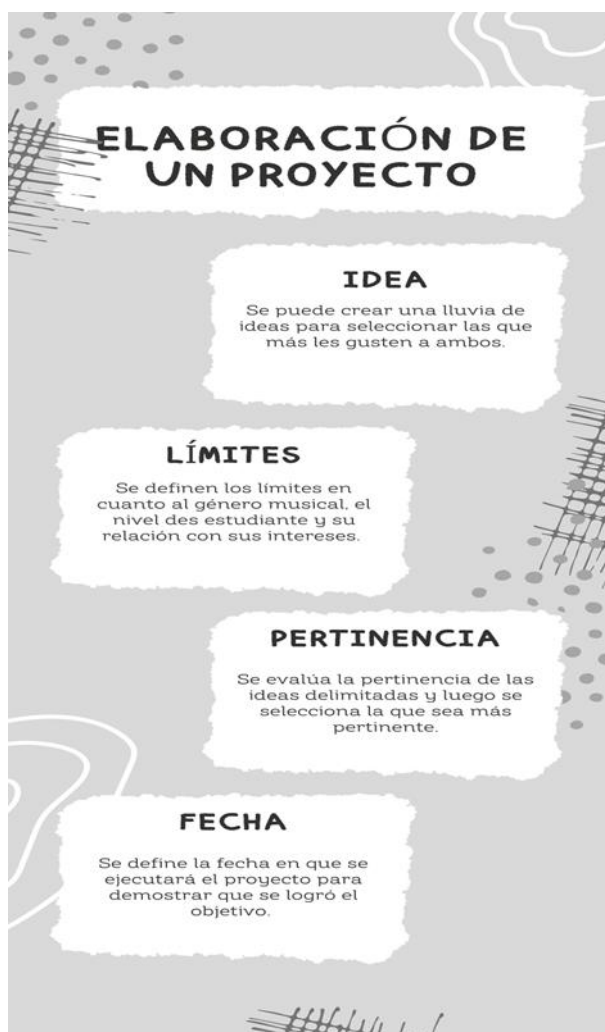 ELABORACIÓN DE
UN PROYECTO
IDEA
Se puede crear una lluvia de
ideas para seleccionar las que
más les gusten a ambos.
LÍMITES
Se definen los límites en
cuanto al género musical, el
nivel des estudiante y su
relación con sus intereses.
PERTINENCIA
Se evalúa la pertinencia de las
ideas delimitadas y luego se
selecciona la que sea más
pertinente.
FECHA
Se define la fecha en que se
ejecutará el proyecto para
demostrar que se logró el
objetivo.